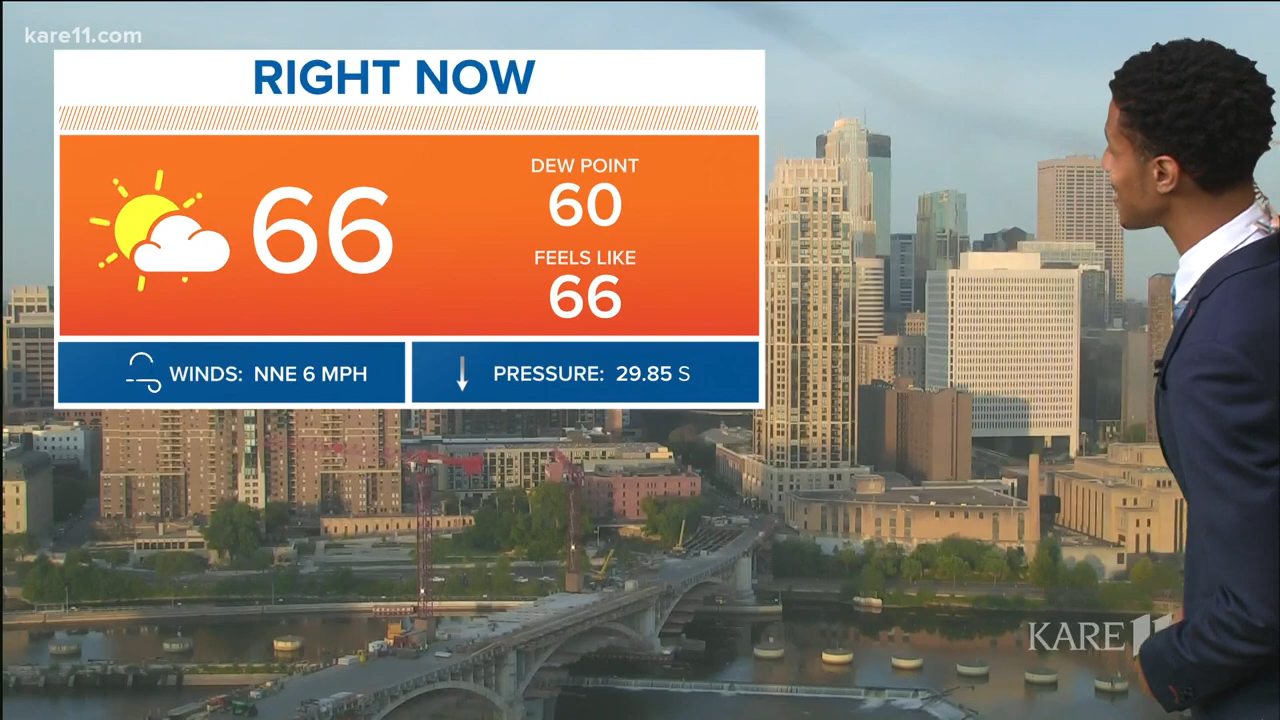 kare11.com
RIGHT NOW
66
DEW POINT
60
FEELS LIKE
66
WINDS: NNE 6 MPH
PRESSURE: 29.85 S
KARE 11